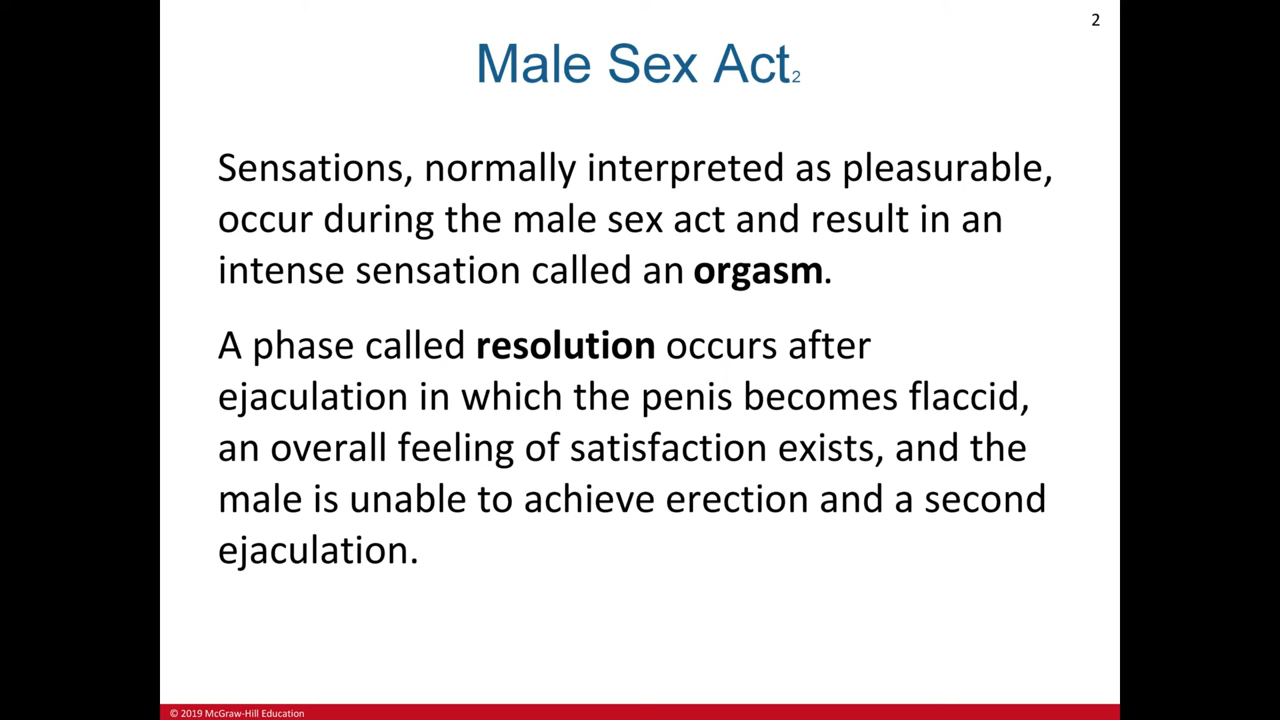 2
Male Sex Act2
Sensations, normally interpreted as pleasurable,
occur during the male sex act and result in an
intense sensation called an orgasm.
A phase called resolution occurs after
ejaculation in which the penis becomes flaccid,
an overall feeling of satisfaction exists, and the
male is unable to achieve erection and a second
ejaculation.
© 2019 McGraw-Hill Education